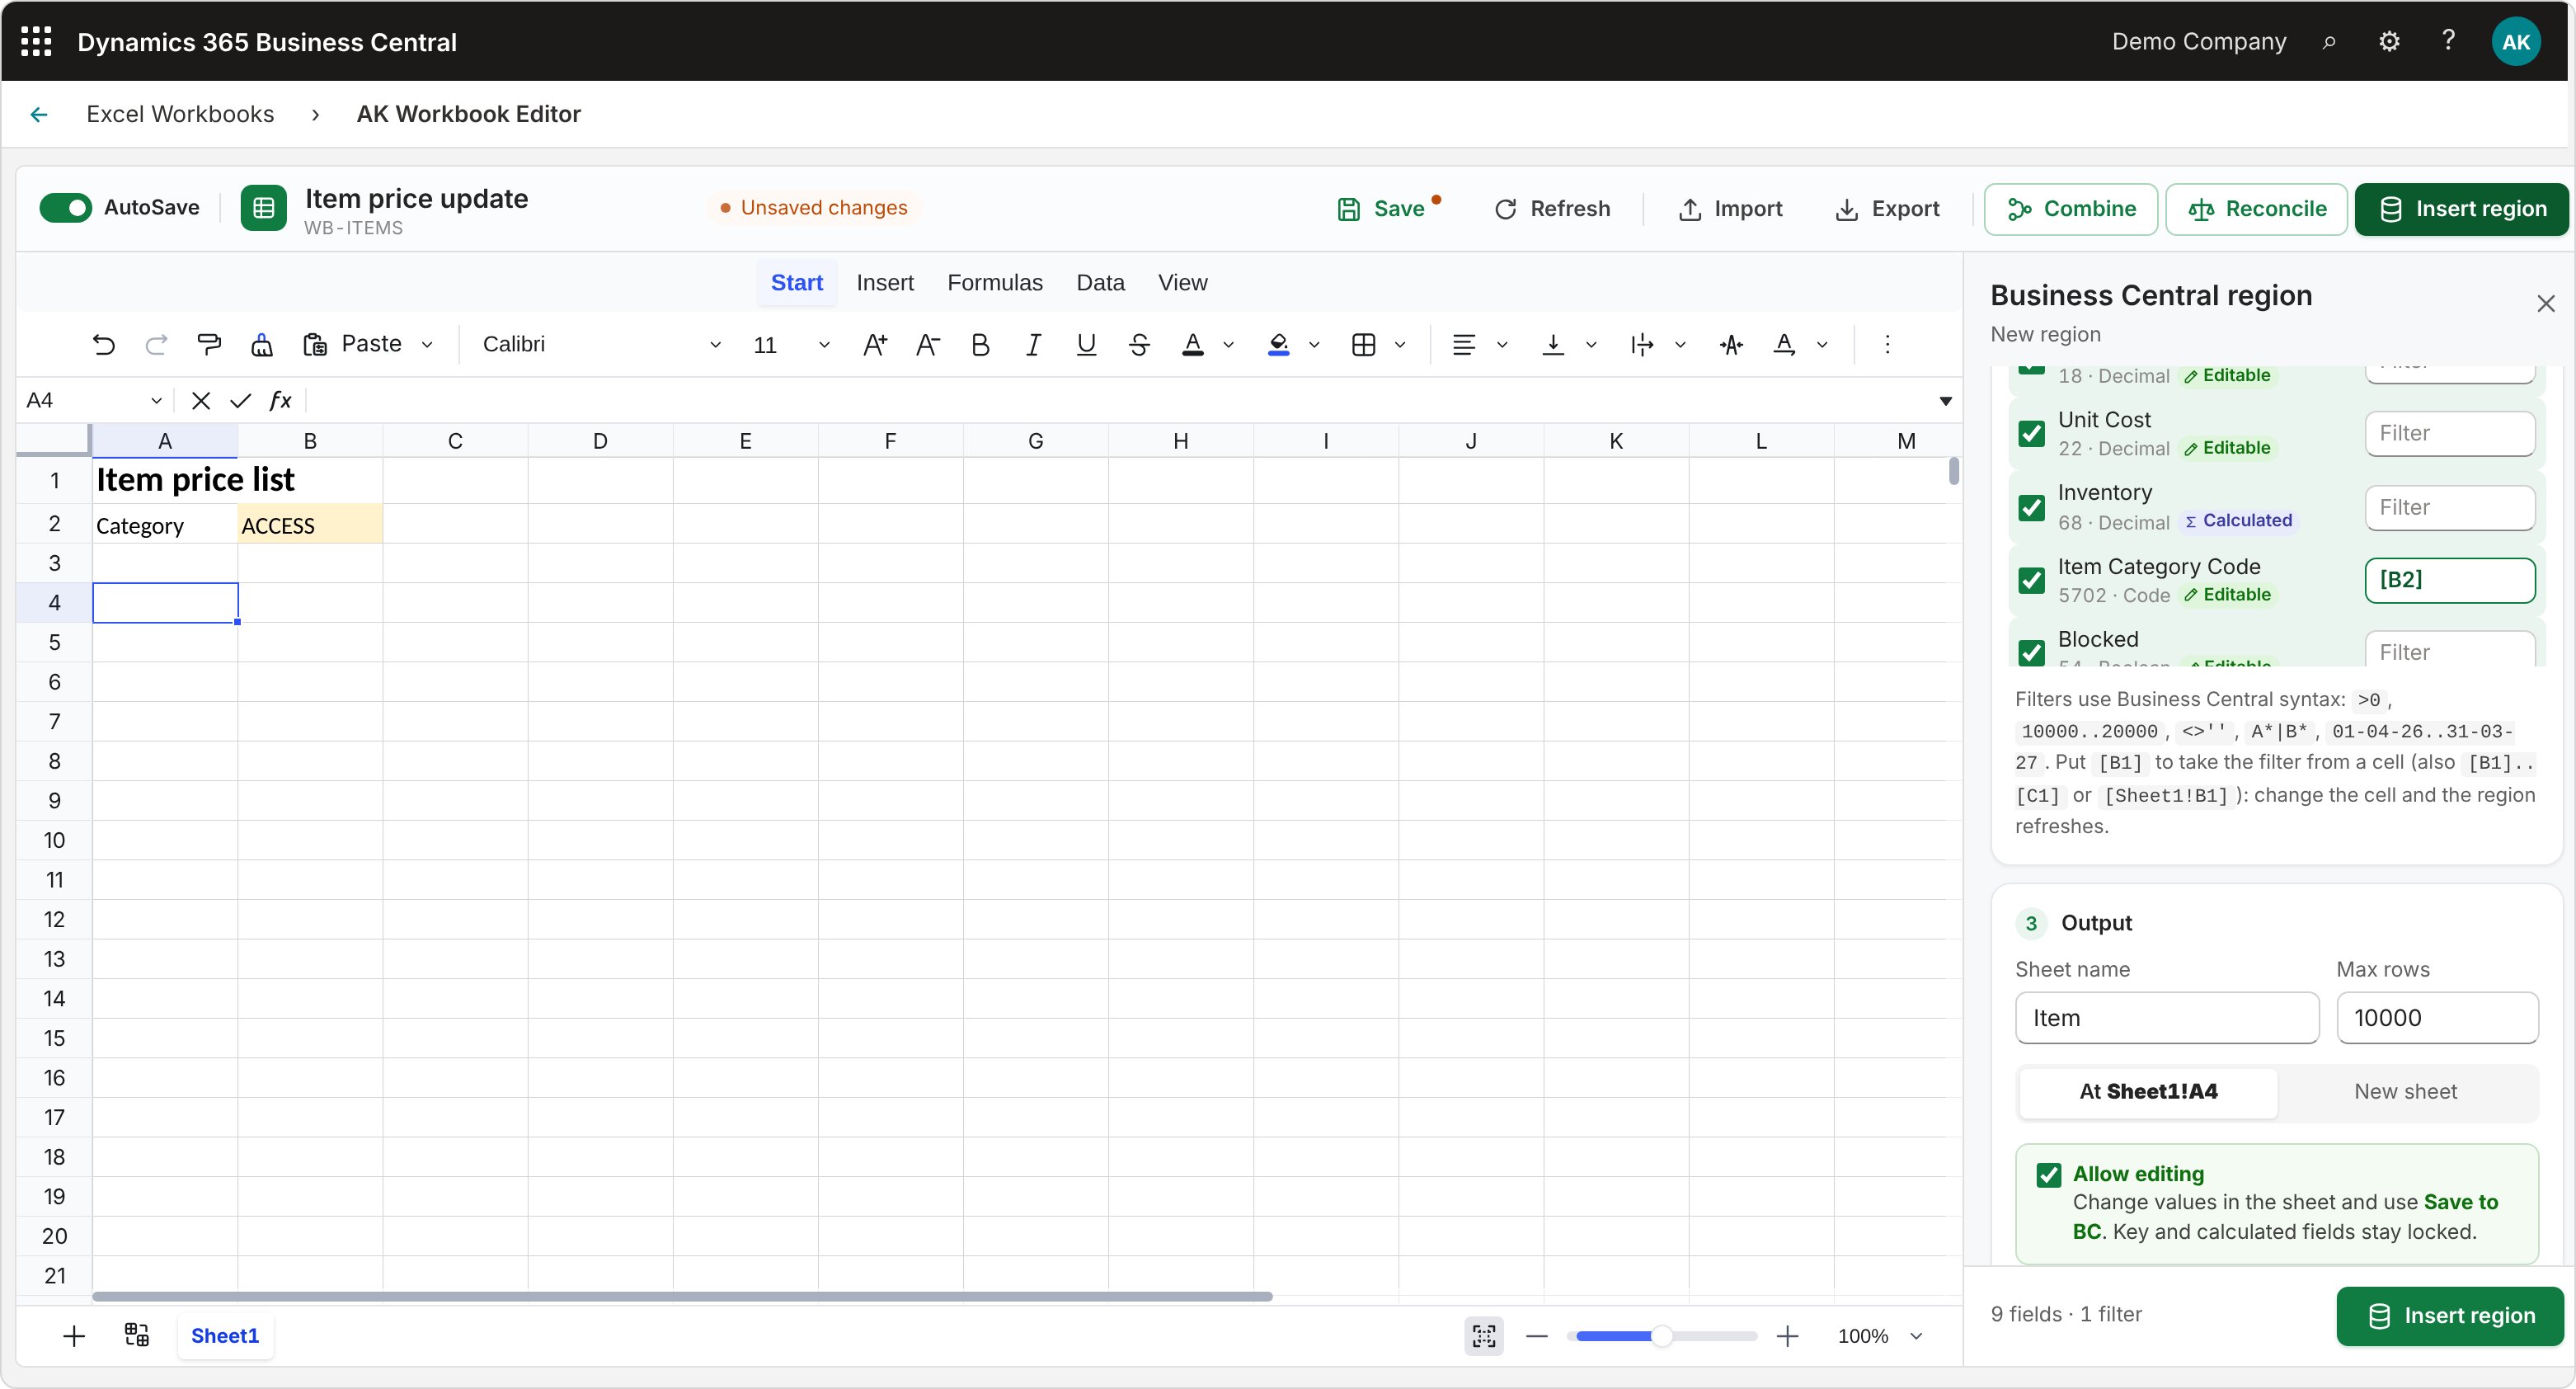 Dynamics 365 Business Central
Demo Company
?
AK
Excel Workbooks › AK Workbook Editor
AutoSave
Item price update
WB-ITEMS
Unsaved changes
Save
Refresh
Import
Export
Combine
Reconcile
Insert region
Start Insert Formulas Data View
Paste
Calibri
11
A4
fx
A B C D E F G H I J K L M
1 Item price list
2 Category ACCESS
3
4
5
6
7
8
9
10
11
12
13
14
15
16
17
18
19
20
21
Sheet1
100%
Business Central region
New region
18 · Decimal Editable
Unit Cost
22 · Decimal Editable
Filter
Inventory
68 · Decimal Σ Calculated
Filter
Item Category Code
5702 · Code Editable
[B2]
Blocked
Filter
Filters use Business Central syntax: >0 ,
10000..20000 , <>'' , A*|B* , 01-04-26..31-03-
27 . Put [B1] to take the filter from a cell (also [B1]..
[C1] or [Sheet1!B1] ): change the cell and the region
refreshes.
3 Output
Sheet name
Max rows
Item
10000
At Sheet1!A4
New sheet
Allow editing
Change values in the sheet and use Save to
BC. Key and calculated fields stay locked.
9 fields · 1 filter
Insert region